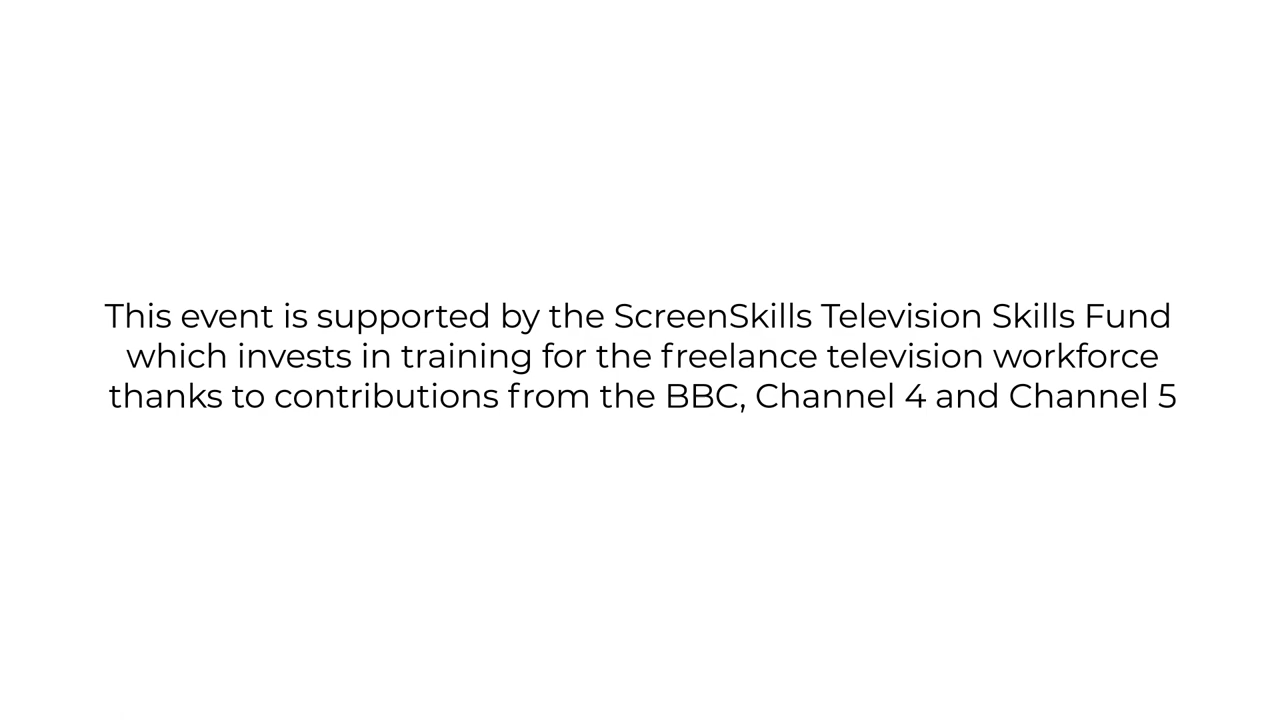 This event is supported by the ScreenSkills Television Skills Fund
which invests in training for the freelance television workforce
thanks to contributions from the BBC, Channel 4 and Channel 5